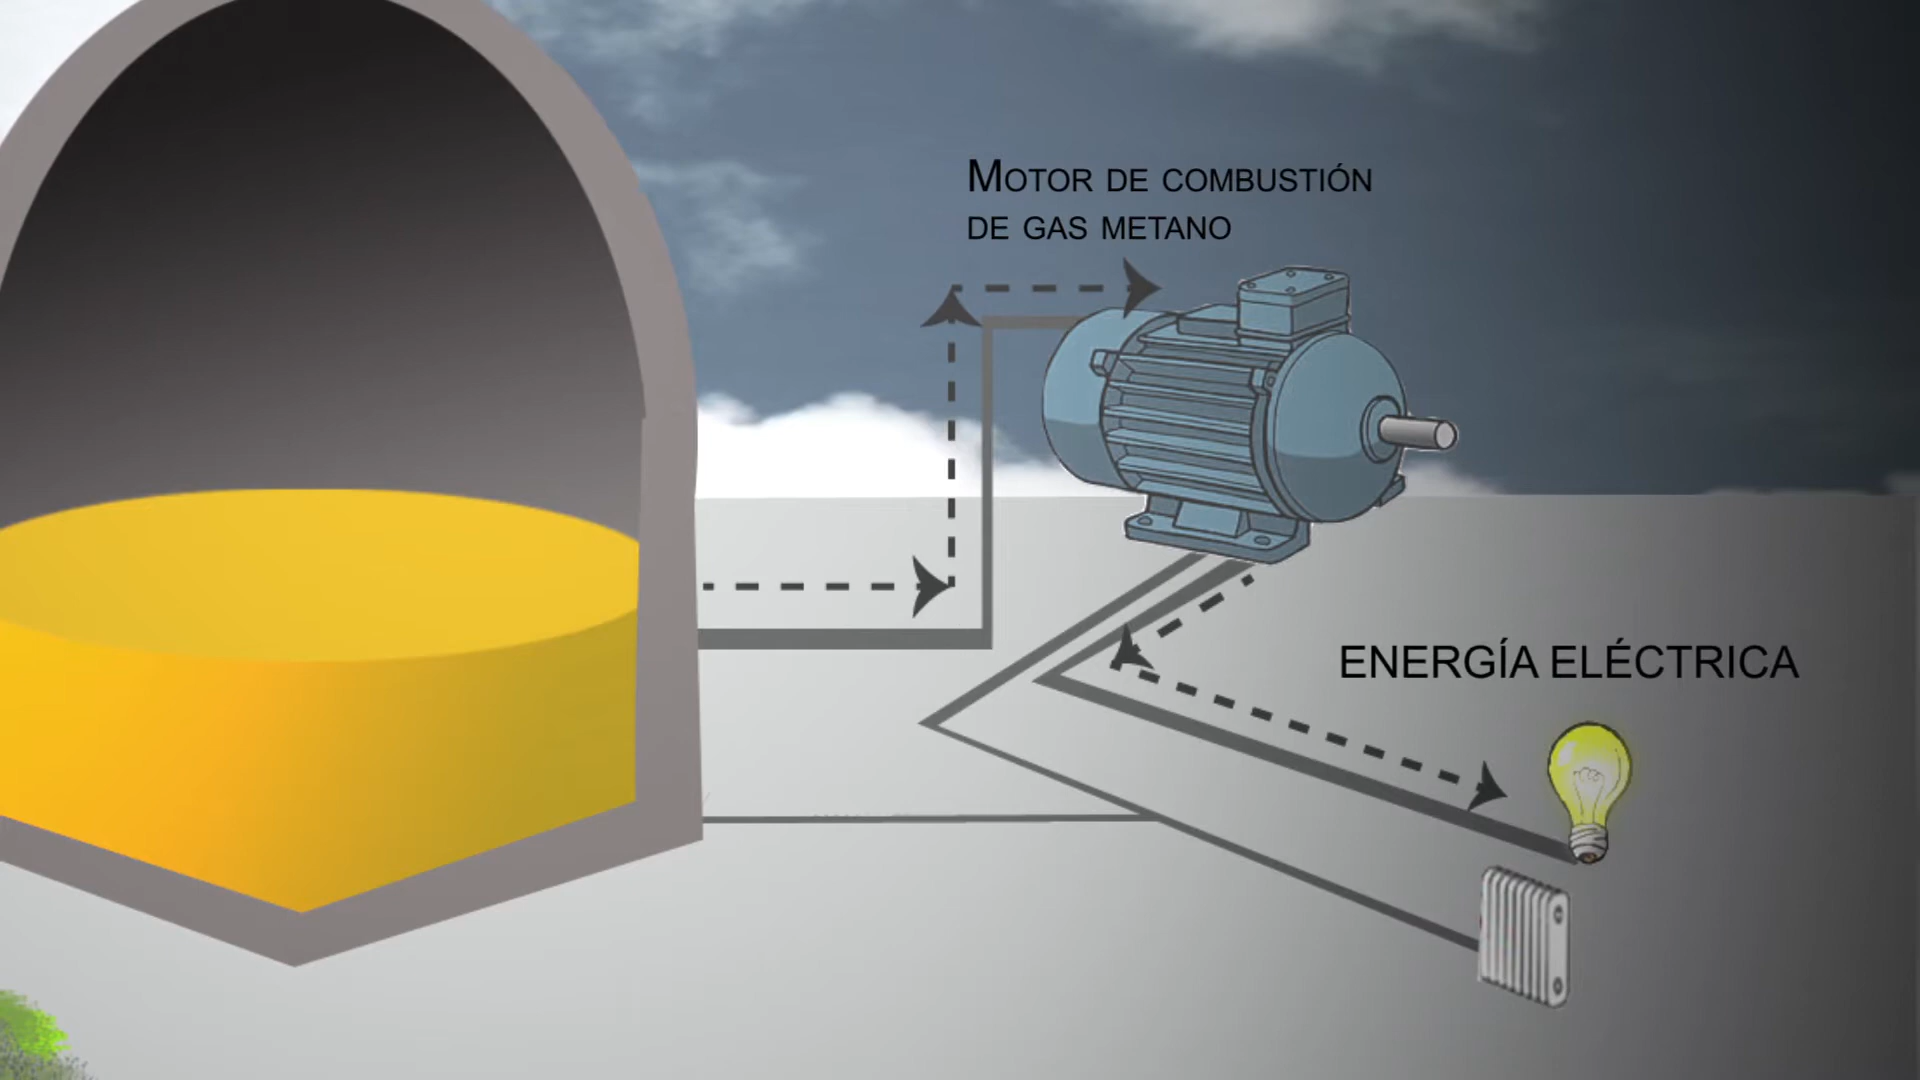 Motor de combustión
de gas metano
ENERGÍA ELÉCTRICA